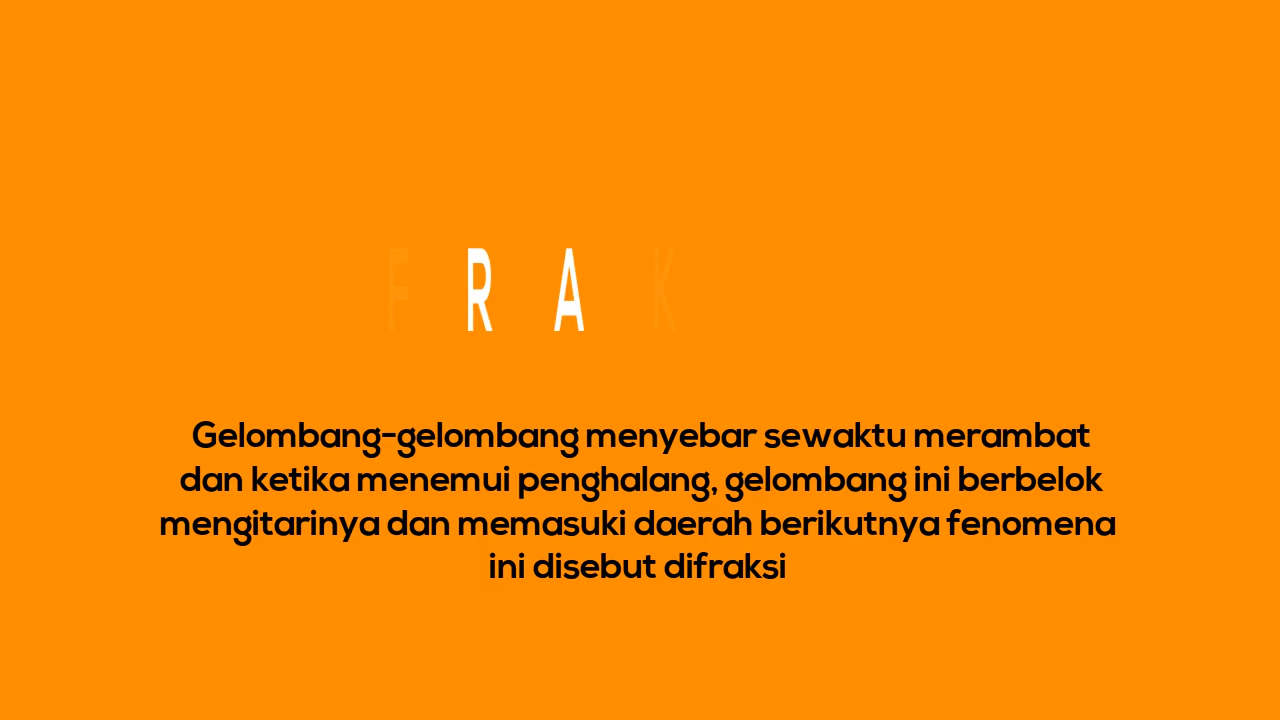 F R A K
Gelombang-gelombang menyebar sewaktu merambat
dan ketika menemui penghalang, gelombang ini berbelok
mengitarinya dan memasuki daerah berikutnya fenomena
ini disebut difraksi